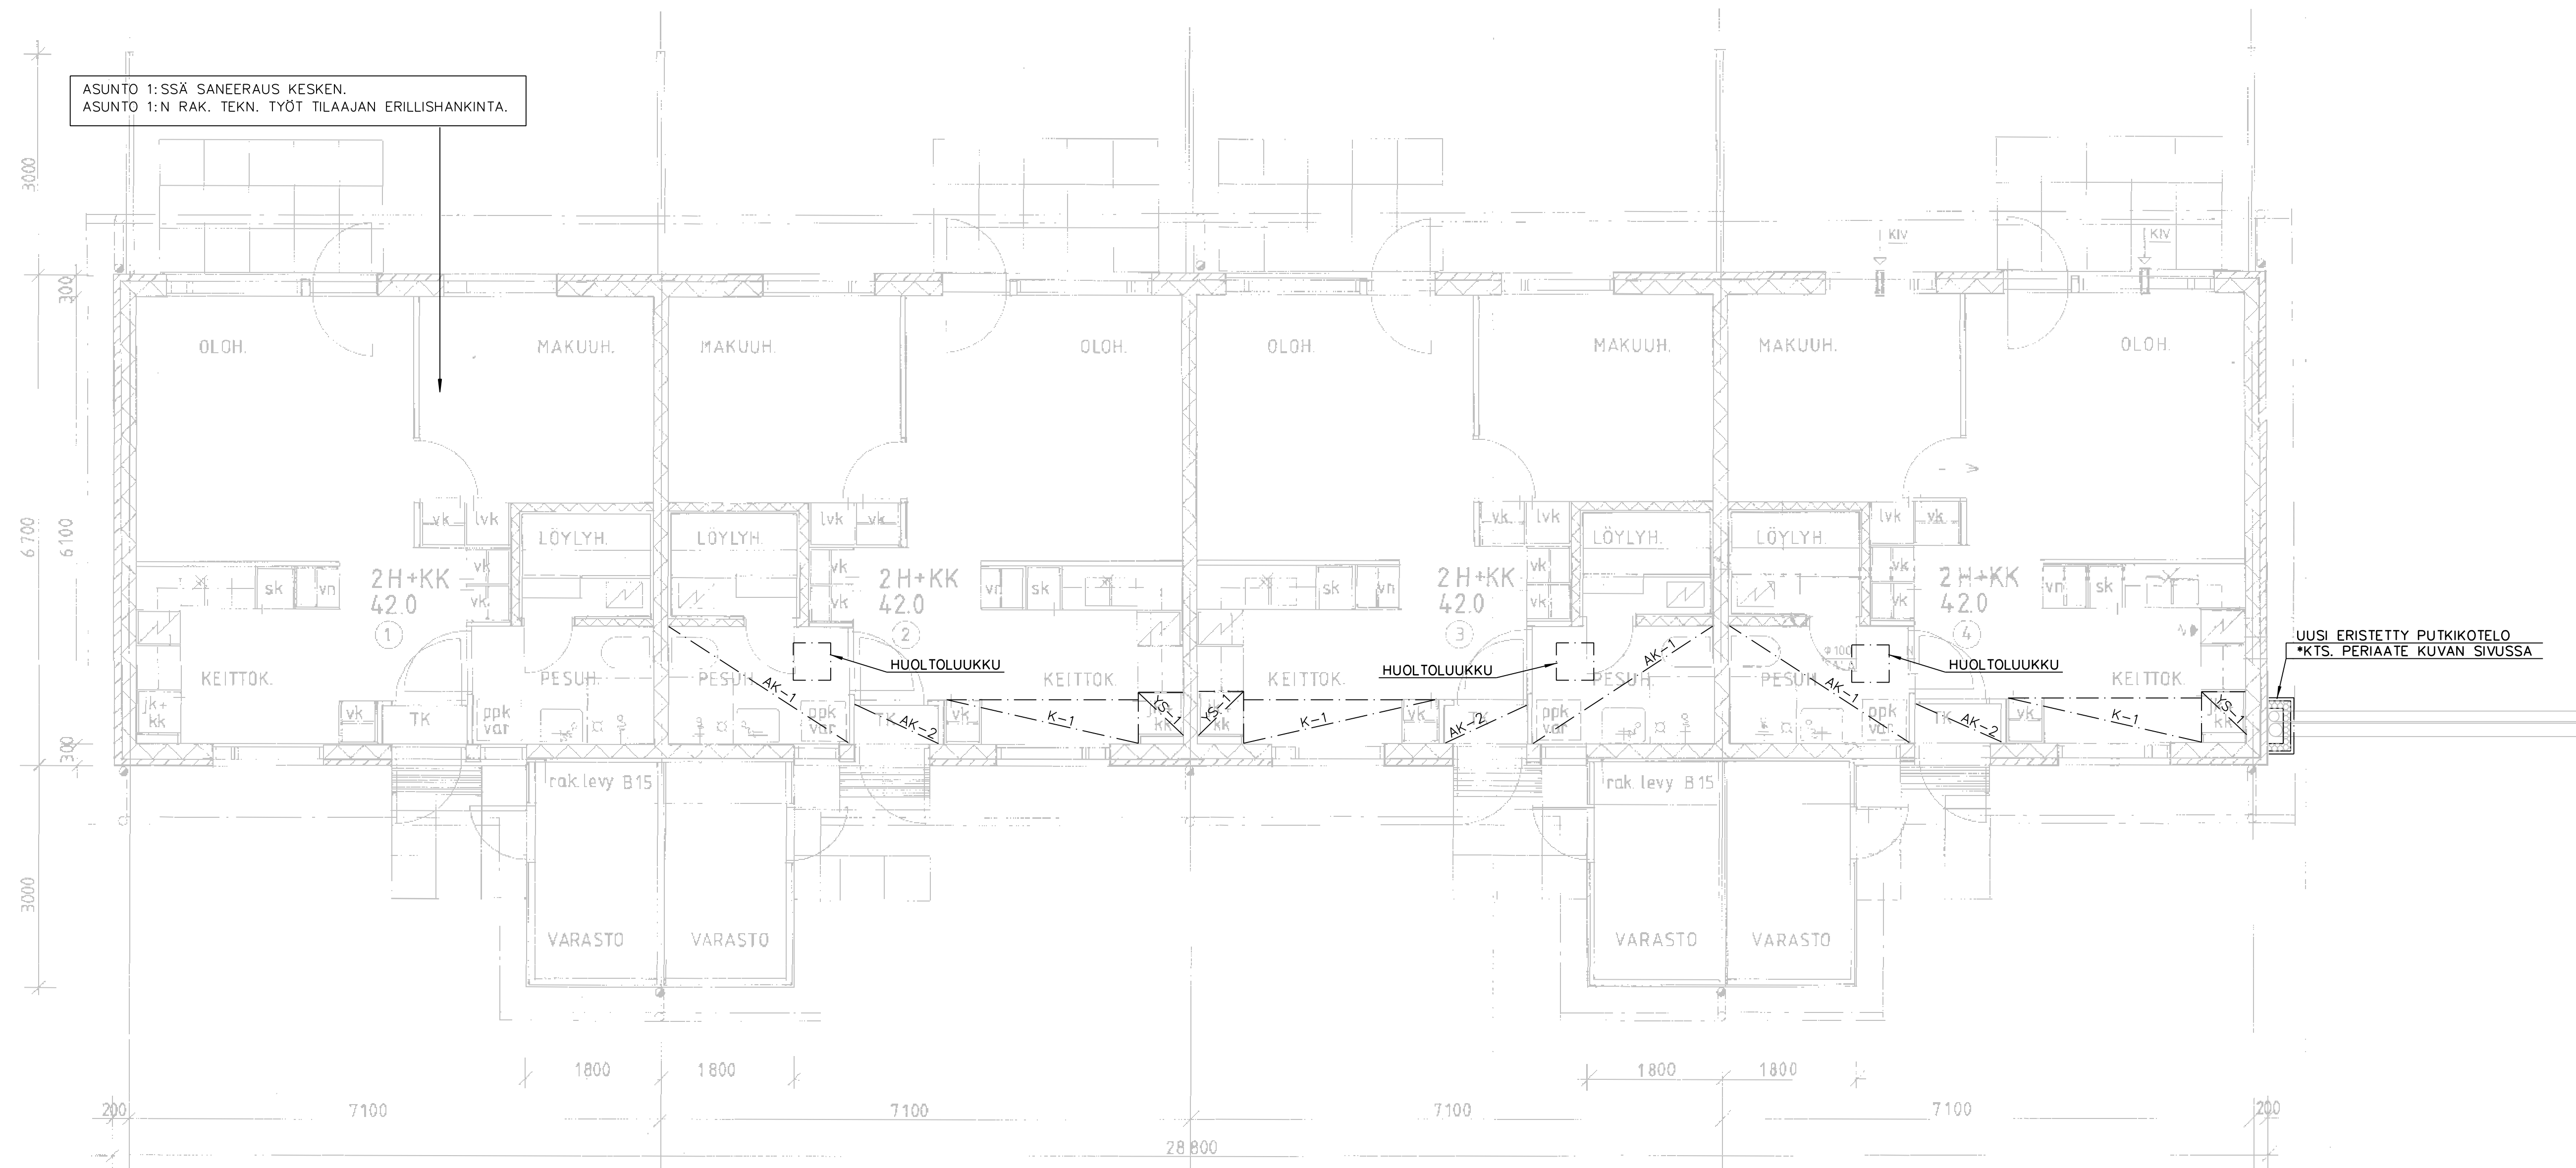 ASUNTO 1:SSÄ SANEERAUS KESKEN.
ASUNTO 1:N RAK. TEKN. TYÖT TILAAJAN ERILLISHANKINTA.
3000
300
6700
6100
300
3000
KIV
KIV
OLOH.
MAKUUH.
MAKUUH.
OLOH.
OLOH.
MAKUUH.
MAKUUH.
OLOH.
vk
lvk
lvk
vk
vk
lvk
lvk
vk
LÖYLYH.
LÖYLYH.
LÖYLYH.
LÖYLYH.
sk
vn
2H+KK
42.0
1
vk
vk
vk
vk
2H+KK
42.0
2
vn
sk
sk
vn
2H+KK
42.0
3
vk
vk
vk
vk
2H+KK
42.0
4
vn
sk
KEITTOK.
PESUH.
PESUH.
KEITTOK.
KEITTOK.
PESUH.
PESUH.
KEITTOK.
HUOLTOLUUKKU
HUOLTOLUUKKU
HUOLTOLUUKKU
UUSI ERISTETTY PUTKIKOTELO
*KTS. PERIAATE KUVAN SIVUSSA
jk+
kk
vk
TK
ppk
var
AK-1
ppk
var
TK
AK-2
vk
K-1
YS-1
kk
YS-1
kk
K-1
vk
AK-2
TK
ppk
var
AK-1
φ100
AK-1
ppk
var
TK
AK-2
vk
K-1
YS-1
kk
rak.levy B15
rak.levy B15
VARASTO
VARASTO
VARASTO
VARASTO
1800
1800
1800
1800
200
7100
7100
7100
7100
200
28800